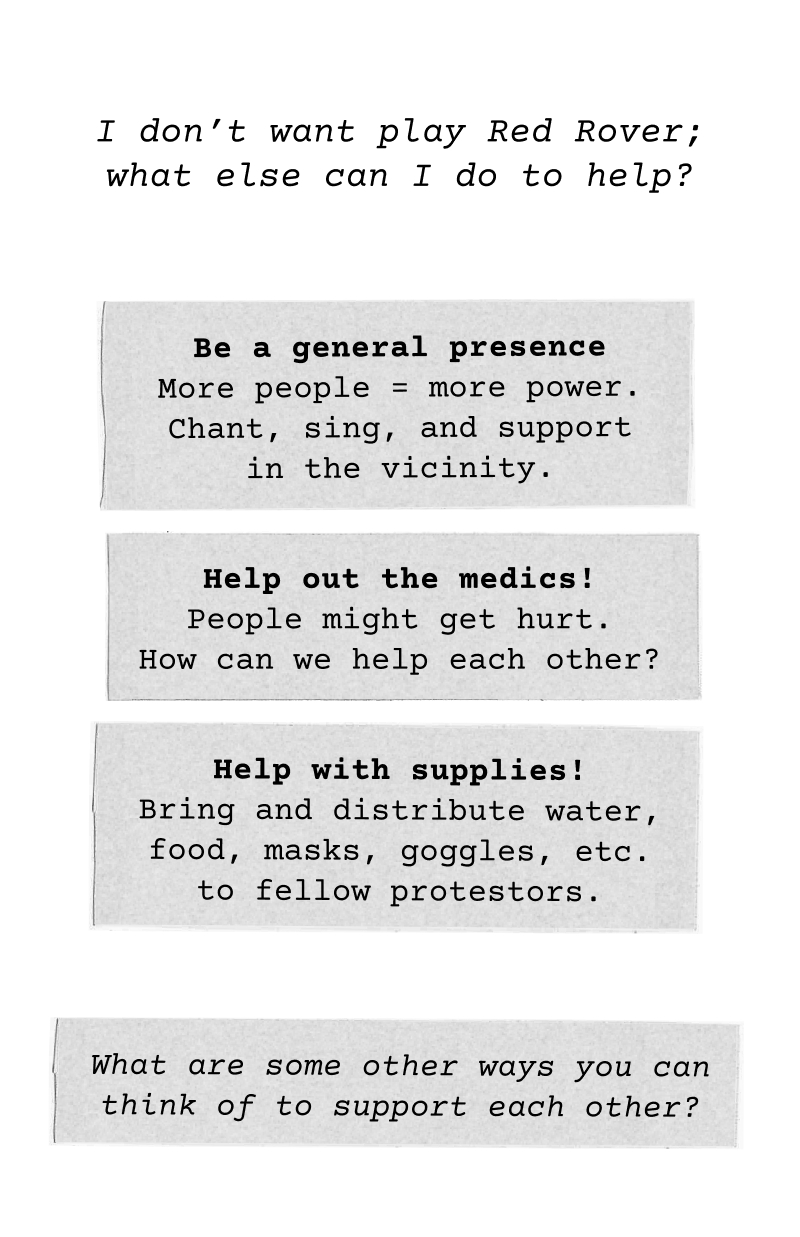 I don't want play Red Rover;
what else can I do to help?
Be a general presence
More people = more power.
Chant, sing, and support
in the vicinity.
Help out the medics!
People might get hurt.
How can we help each other?
Help with supplies!
Bring and distribute water,
food, masks, goggles, etc.
to fellow protestors.
What are some other ways you can
think of to support each other?